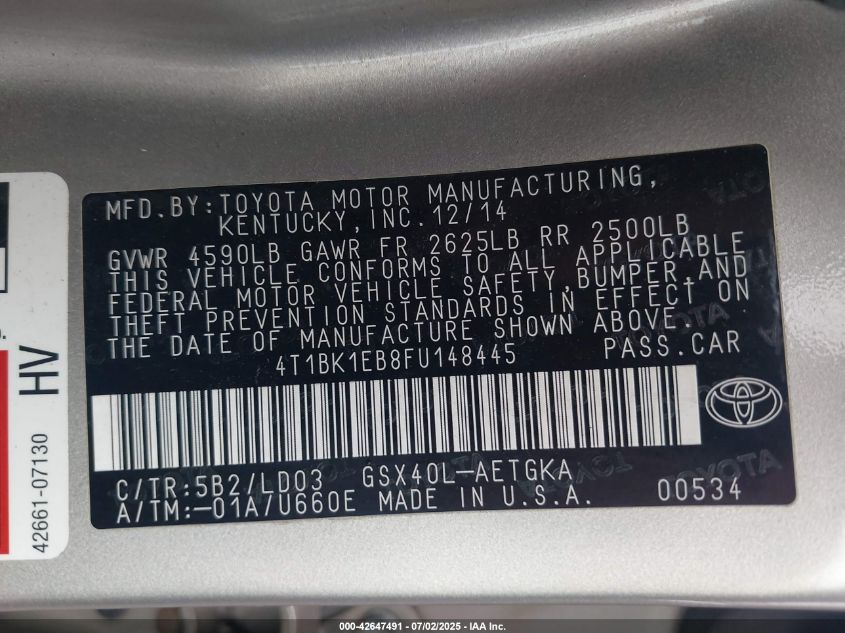 MFD.BY:TOYOTA MOTOR MANUFACTURING,
KENTUCKY,INC.12/14
GVWR 4590LB GAWR FR 2625LB RR 2500LB
THIS VEHICLE CONFORMS TO ALL APPLICABLE
FEDERAL MOTOR VEHICLE SAFETY,BUMPER,AND
THEFT PREVENTION STANDARDS IN EFFECT ON
THE DATE OF MANUFACTURE SHOWN ABOVE.
4T1BK1EB8FU148445 PASS.CAR
C/TR:5B2/LD03 GSX40L-AETGKA
A/TM:-01A/U660E MADE IN U.S.A. 00534
HV
42661-07130
TOYOTA
000-42647491 - 07/02/2025 - IAA Inc.